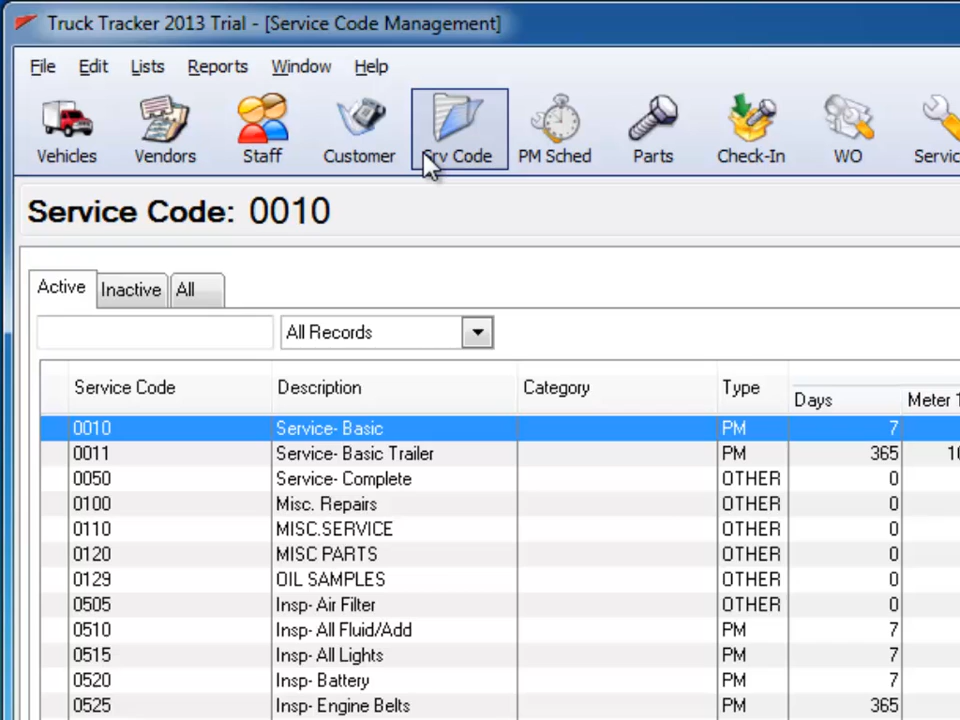 Truck Tracker 2013 Trial - [Service Code Management]
File Edit Lists Reports Window Help
Vehicles Vendors Staff Customer Srv Code PM Sched Parts Check-In WO
Service Code: 0010
Active Inactive All
All Records
Service Code Description Category Type Days Meter
0010 Service- Basic PM 7
0011 Service- Basic Trailer PM 365
0050 Service- Complete OTHER 0
0100 Misc. Repairs OTHER 0
0110 MISC.SERVICE OTHER 0
0120 MISC PARTS OTHER 0
0129 OIL SAMPLES OTHER 0
0505 Insp- Air Filter OTHER 0
0510 Insp- All Fluid/Add PM 7
0515 Insp- All Lights PM 7
0520 Insp- Battery PM 7
0525 Insp- Engine Belts PM 365